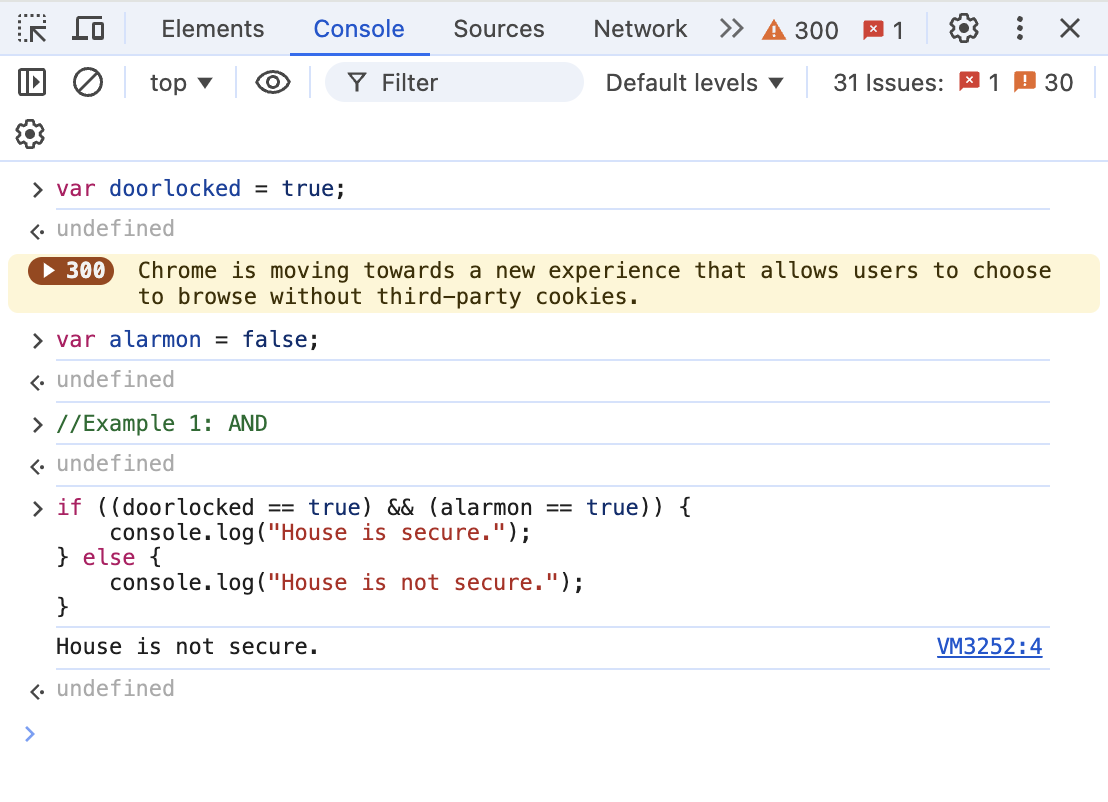 Elements Console Sources Network 300 1
top Filter Default levels 31 Issues: 1 30
var doorlocked = true;
undefined
300 Chrome is moving towards a new experience that allows users to choose
to browse without third-party cookies.
var alarmon = false;
undefined
//Example 1: AND
undefined
if ((doorlocked == true) && (alarmon == true)) {
    console.log("House is secure.");
} else {
    console.log("House is not secure.");
}
House is not secure. VM3252:4
undefined